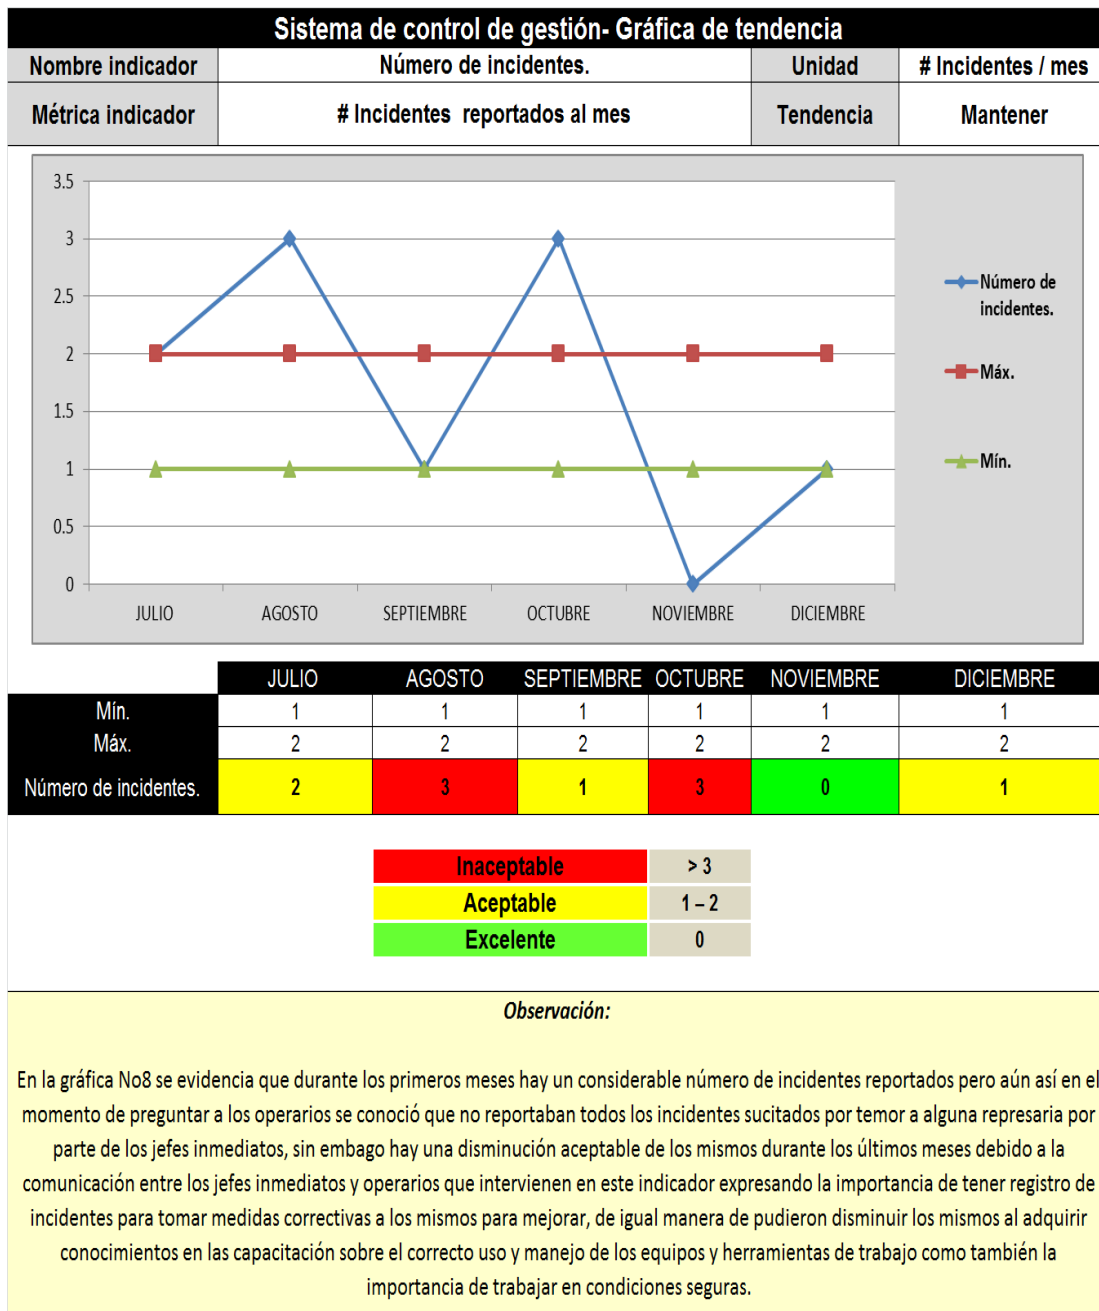 Sistema de control de gestión- Gráfica de tendencia
Nombre indicador Número de incidentes. Unidad # Incidentes / mes
Métrica indicador # Incidentes reportados al mes Tendencia Mantener
3.5
3
2.5
2
1.5
1
0.5
0
JULIO AGOSTO SEPTIEMBRE OCTUBRE NOVIEMBRE DICIEMBRE
Número de
incidentes.
Máx.
Mín.
JULIO AGOSTO SEPTIEMBRE OCTUBRE NOVIEMBRE DICIEMBRE
Mín. 1 1 1 1 1 1
Máx. 2 2 2 2 2 2
Número de incidentes. 2 3 1 3 0 1
Inaceptable > 3
Aceptable 1 – 2
Excelente 0
Observación:
En la gráfica No8 se evidencia que durante los primeros meses hay un considerable número de incidentes reportados pero aún así en el
momento de preguntar a los operarios se conoció que no reportaban todos los incidentes sucitados por temor a alguna represaria por
parte de los jefes inmediatos, sin embago hay una disminución aceptable de los mismos durante los últimos meses debido a la
comunicación entre los jefes inmediatos y operarios que intervienen en este indicador expresando la importancia de tener registro de
incidentes para tomar medidas correctivas a los mismos para mejorar, de igual manera de pudieron disminuir los mismos al adquirir
conocimientos en las capacitación sobre el correcto uso y manejo de los equipos y herramientas de trabajo como también la
importancia de trabajar en condiciones seguras.